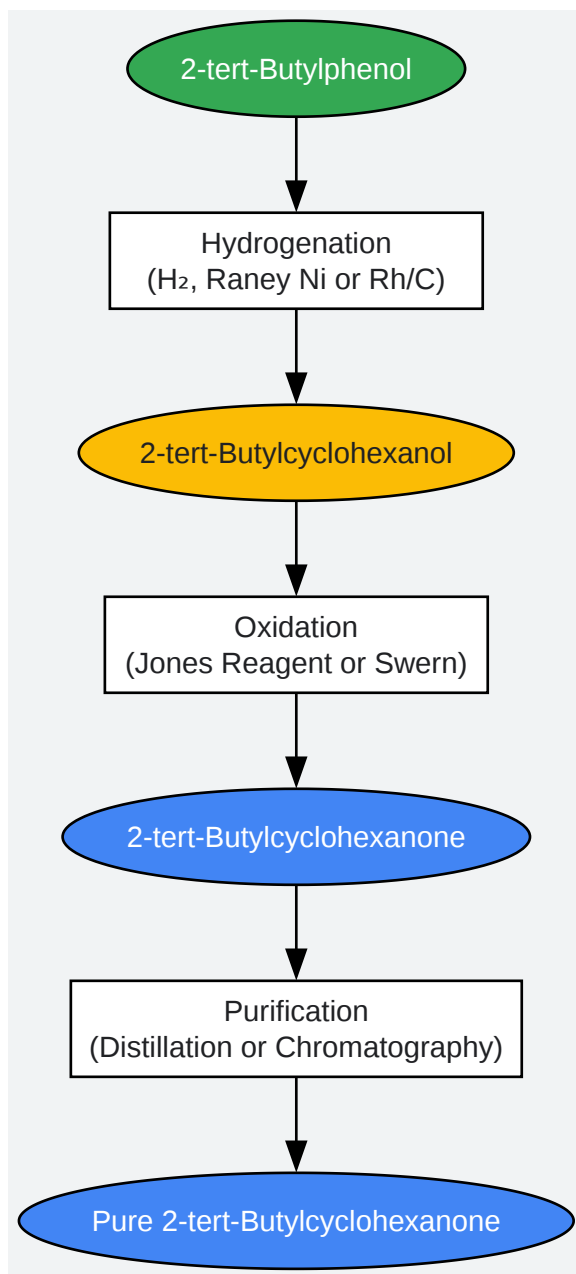 2-tert-Butylphenol
Hydrogenation
(H₂, Raney Ni or Rh/C)
2-tert-Butylcyclohexanol
Oxidation
(Jones Reagent or Swern)
2-tert-Butylcyclohexanone
Purification
(Distillation or Chromatography)
Pure 2-tert-Butylcyclohexanone